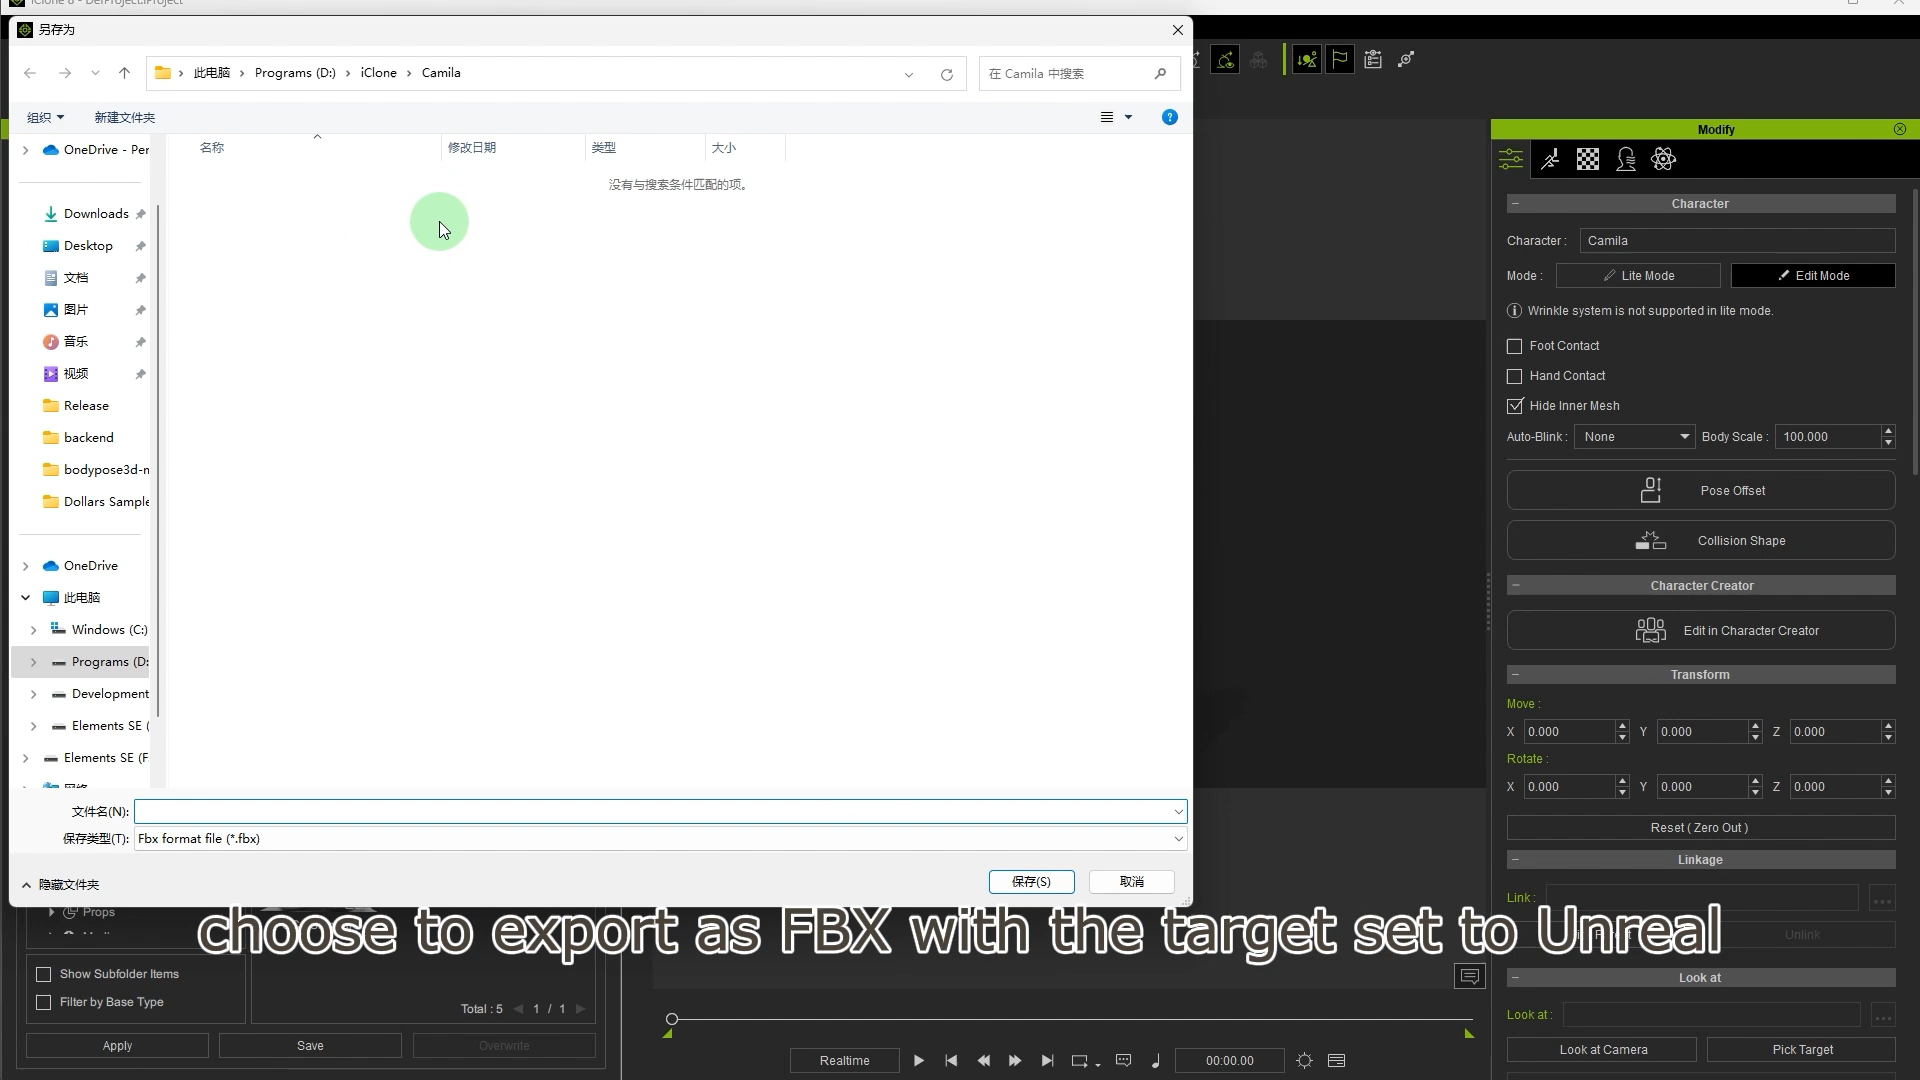 iClone 8 - DefProject.iProject
另存为
此电脑 › Programs (D:) › iClone › Camila
在 Camila 中搜索
组织
新建文件夹
名称 修改日期 类型 大小
没有与搜索条件匹配的项。
OneDrive - Per
Downloads
Desktop
文档
图片
音乐
视频
Release
backend
bodypose3d-m
Dollars Sample
OneDrive
此电脑
Windows (C:)
Programs (D:
Development
Elements SE (
Elements SE (F
网络
文件名(N):
保存类型(T): Fbx format file (*.fbx)
隐藏文件夹
保存(S)
取消
Props
choose to export as FBX with the target set to Unreal
Show Subfolder Items
Filter by Base Type
Total : 5 1 / 1
Apply
Save
Overwrite
Realtime
00:00.00
Modify
Character
Character : Camila
Mode : Lite Mode Edit Mode
Wrinkle system is not supported in lite mode.
Foot Contact
Hand Contact
Hide Inner Mesh
Auto-Blink : None Body Scale : 100.000
Pose Offset
Collision Shape
Character Creator
Edit in Character Creator
Transform
Move :
X 0.000 Y 0.000 Z 0.000
Rotate :
X 0.000 Y 0.000 Z 0.000
Reset ( Zero Out )
Linkage
Link :
Unlink
Look at
Look at :
Look at Camera
Pick Target